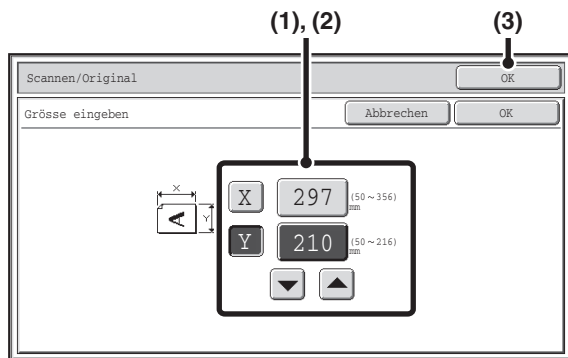 (1), (2)
(3)
Scannen/Original
OK
Grösse eingeben
Abbrechen
OK
X
Y
A
X
297
(50~356)
mm
Y
210
(50~216)
mm